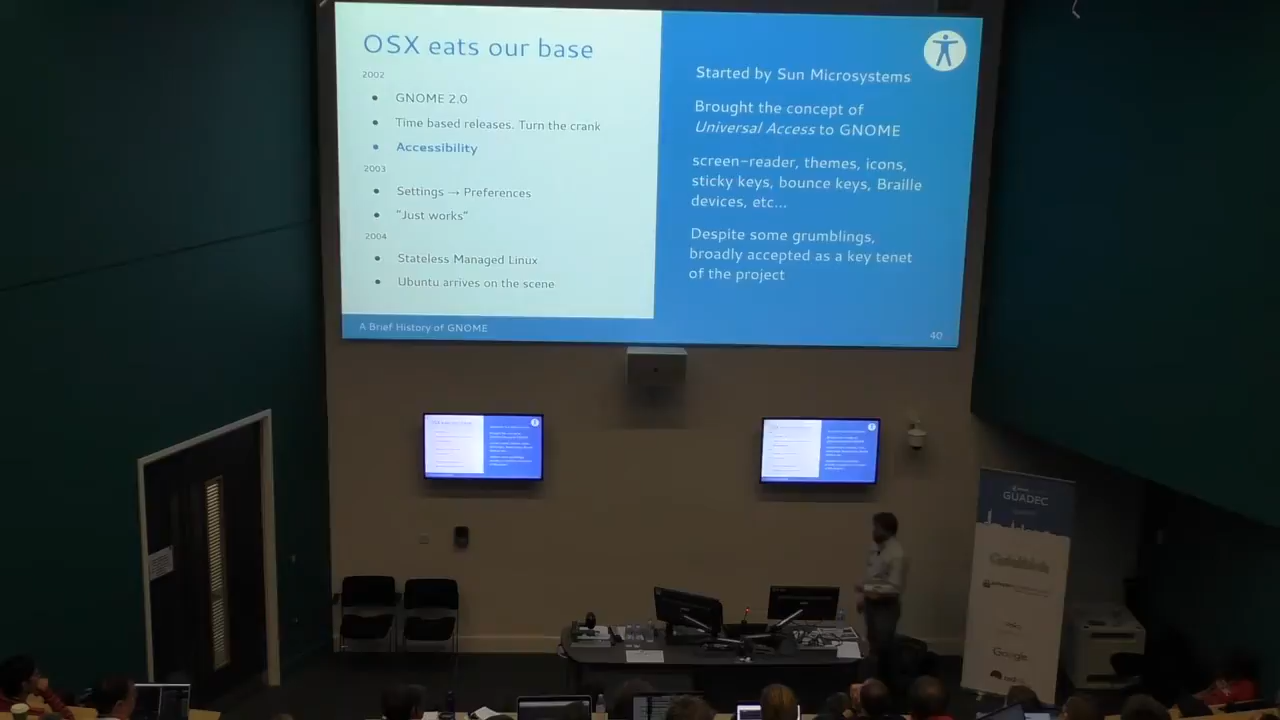 OSX eats our base
2002
• GNOME 2.0
• Time based releases. Turn the crank
• Accessibility
2003
• Settings → Preferences
• "Just works"
2004
• Stateless Managed Linux
• Ubuntu arrives on the scene
Started by Sun Microsystems
Brought the concept of
Universal Access to GNOME
screen-reader, themes, icons,
sticky keys, bounce keys, Braille
devices, etc...
Despite some grumblings,
broadly accepted as a key tenet
of the project
A Brief History of GNOME
40
GUADEC
Google